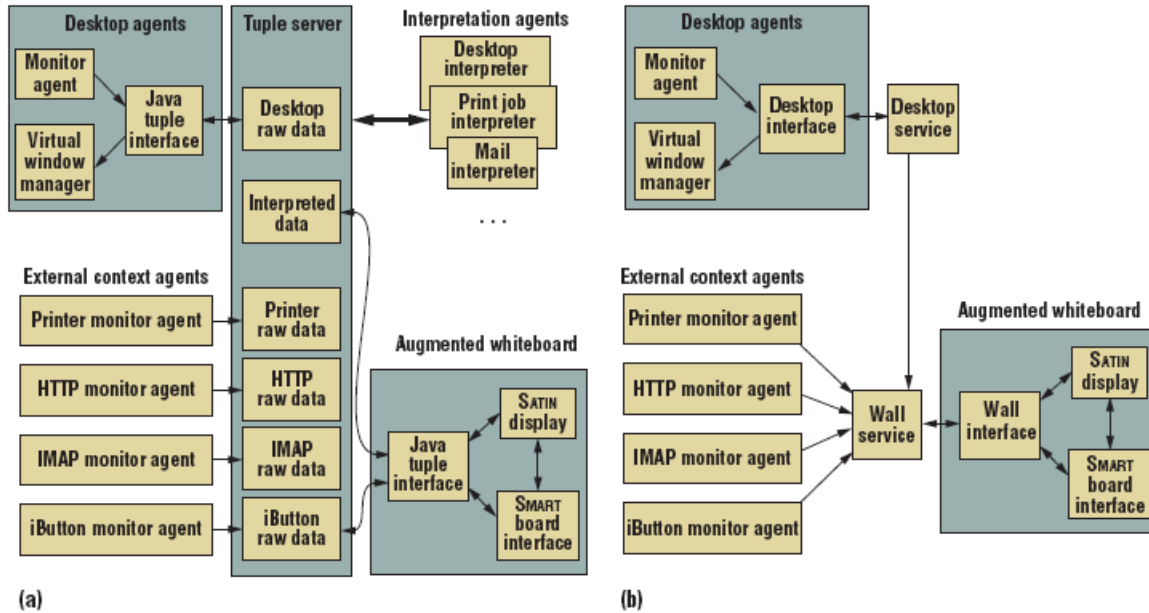 Desktop agents
Monitor
agent
Java
tuple
interface
Virtual
window
manager
Tuple server
Desktop
raw data
Interpreted
data
Printer
raw data
HTTP
raw data
IMAP
raw data
iButton
raw data
Interpretation agents
Desktop
interpreter
Print job
interpreter
Mail
interpreter
. . .
External context agents
Printer monitor agent
HTTP monitor agent
IMAP monitor agent
iButton monitor agent
Augmented whiteboard
Java
tuple
interface
SATIN
display
SMART
board
interface
(a)
Desktop agents
Monitor
agent
Virtual
window
manager
Desktop
interface
Desktop
service
External context agents
Printer monitor agent
HTTP monitor agent
IMAP monitor agent
iButton monitor agent
Wall
service
Augmented whiteboard
Wall
interface
SATIN
display
SMART
board
interface
(b)